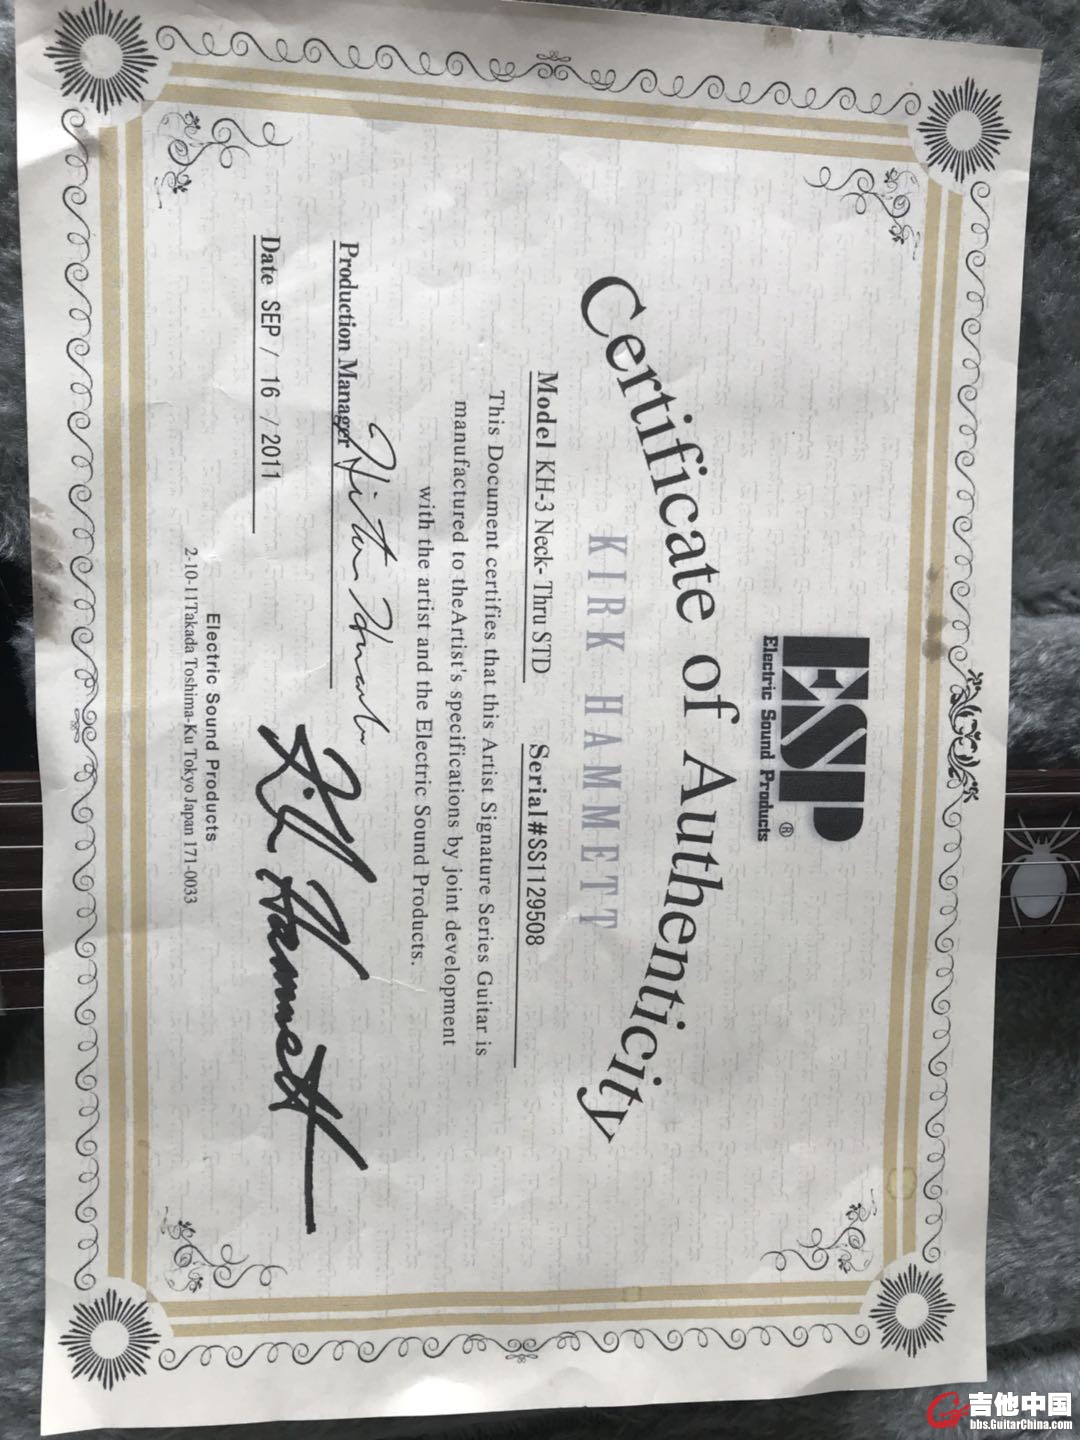 ESP®
Electric Sound Products
Certificate of Authenticity
KIRK HAMMETT
Model KH-3 Neck- Thru STD Serial#SS1129508
This Document certifies that this Artist Signature Series Guitar is
manufactured to theArtist's specifications by joint development
with the artist and the Electric Sound Products.
Production Manager
Kirk Hammett
Date SEP / 16 / 2011
Electric Sound Products
2-10-11Takada Toshima-Ku Tokyo Japan 171-0033
吉他中国
bbs.GuitarChina.com